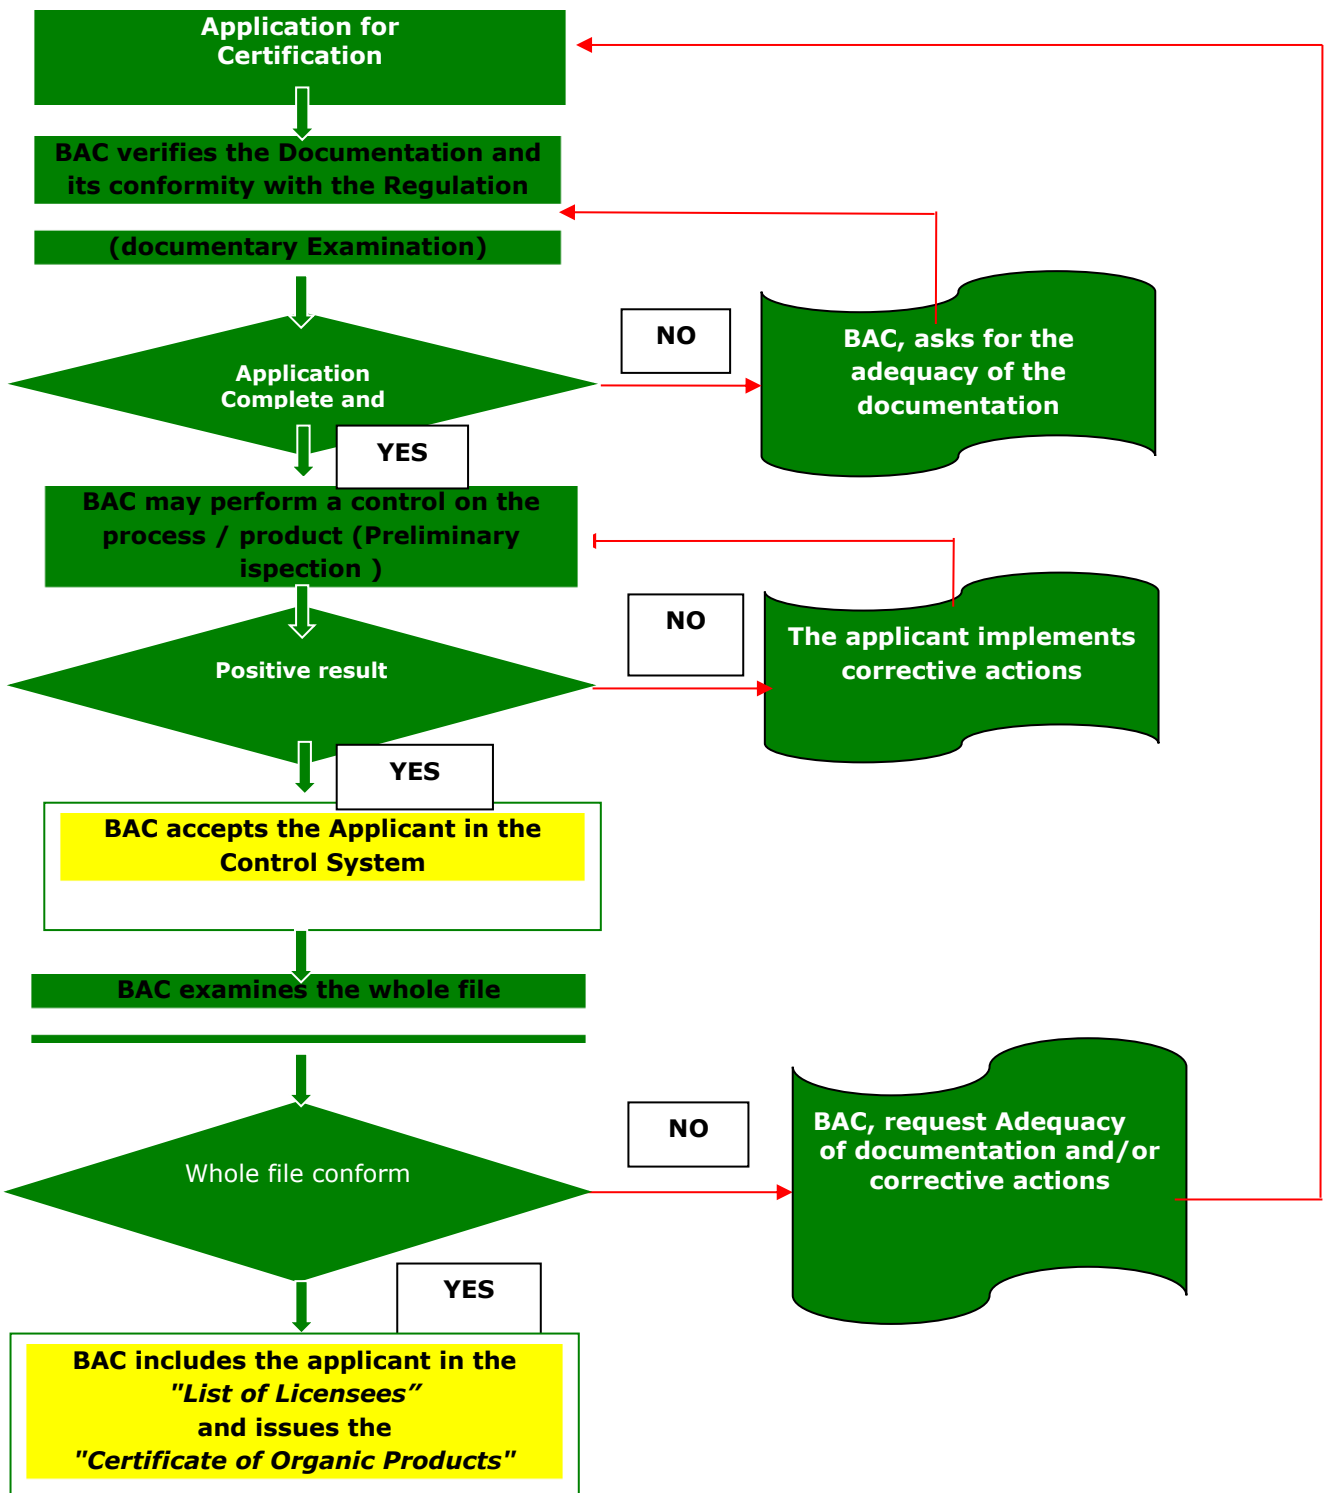 Application for
Certification
BAC verifies the Documentation and
its conformity with the Regulation
(documentary Examination)
NO
BAC, asks for the
adequacy of the
documentation
Application
Complete and
YES
BAC may perform a control on the
process / product (Preliminary
ispection )
NO
The applicant implements
corrective actions
Positive result
YES
BAC accepts the Applicant in the
Control System
BAC examines the whole file
NO
BAC, request Adequacy
of documentation and/or
corrective actions
Whole file conform
YES
BAC includes the applicant in the
"List of Licensees”
and issues the
"Certificate of Organic Products"